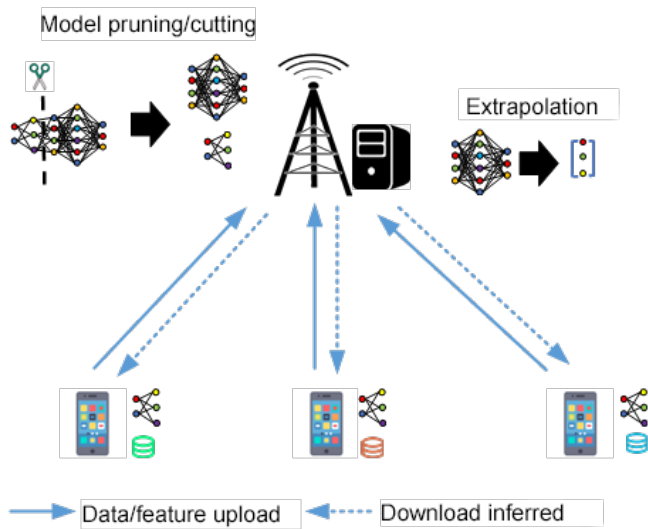 Model pruning/cutting
Extrapolation
Data/feature upload
Download inferred